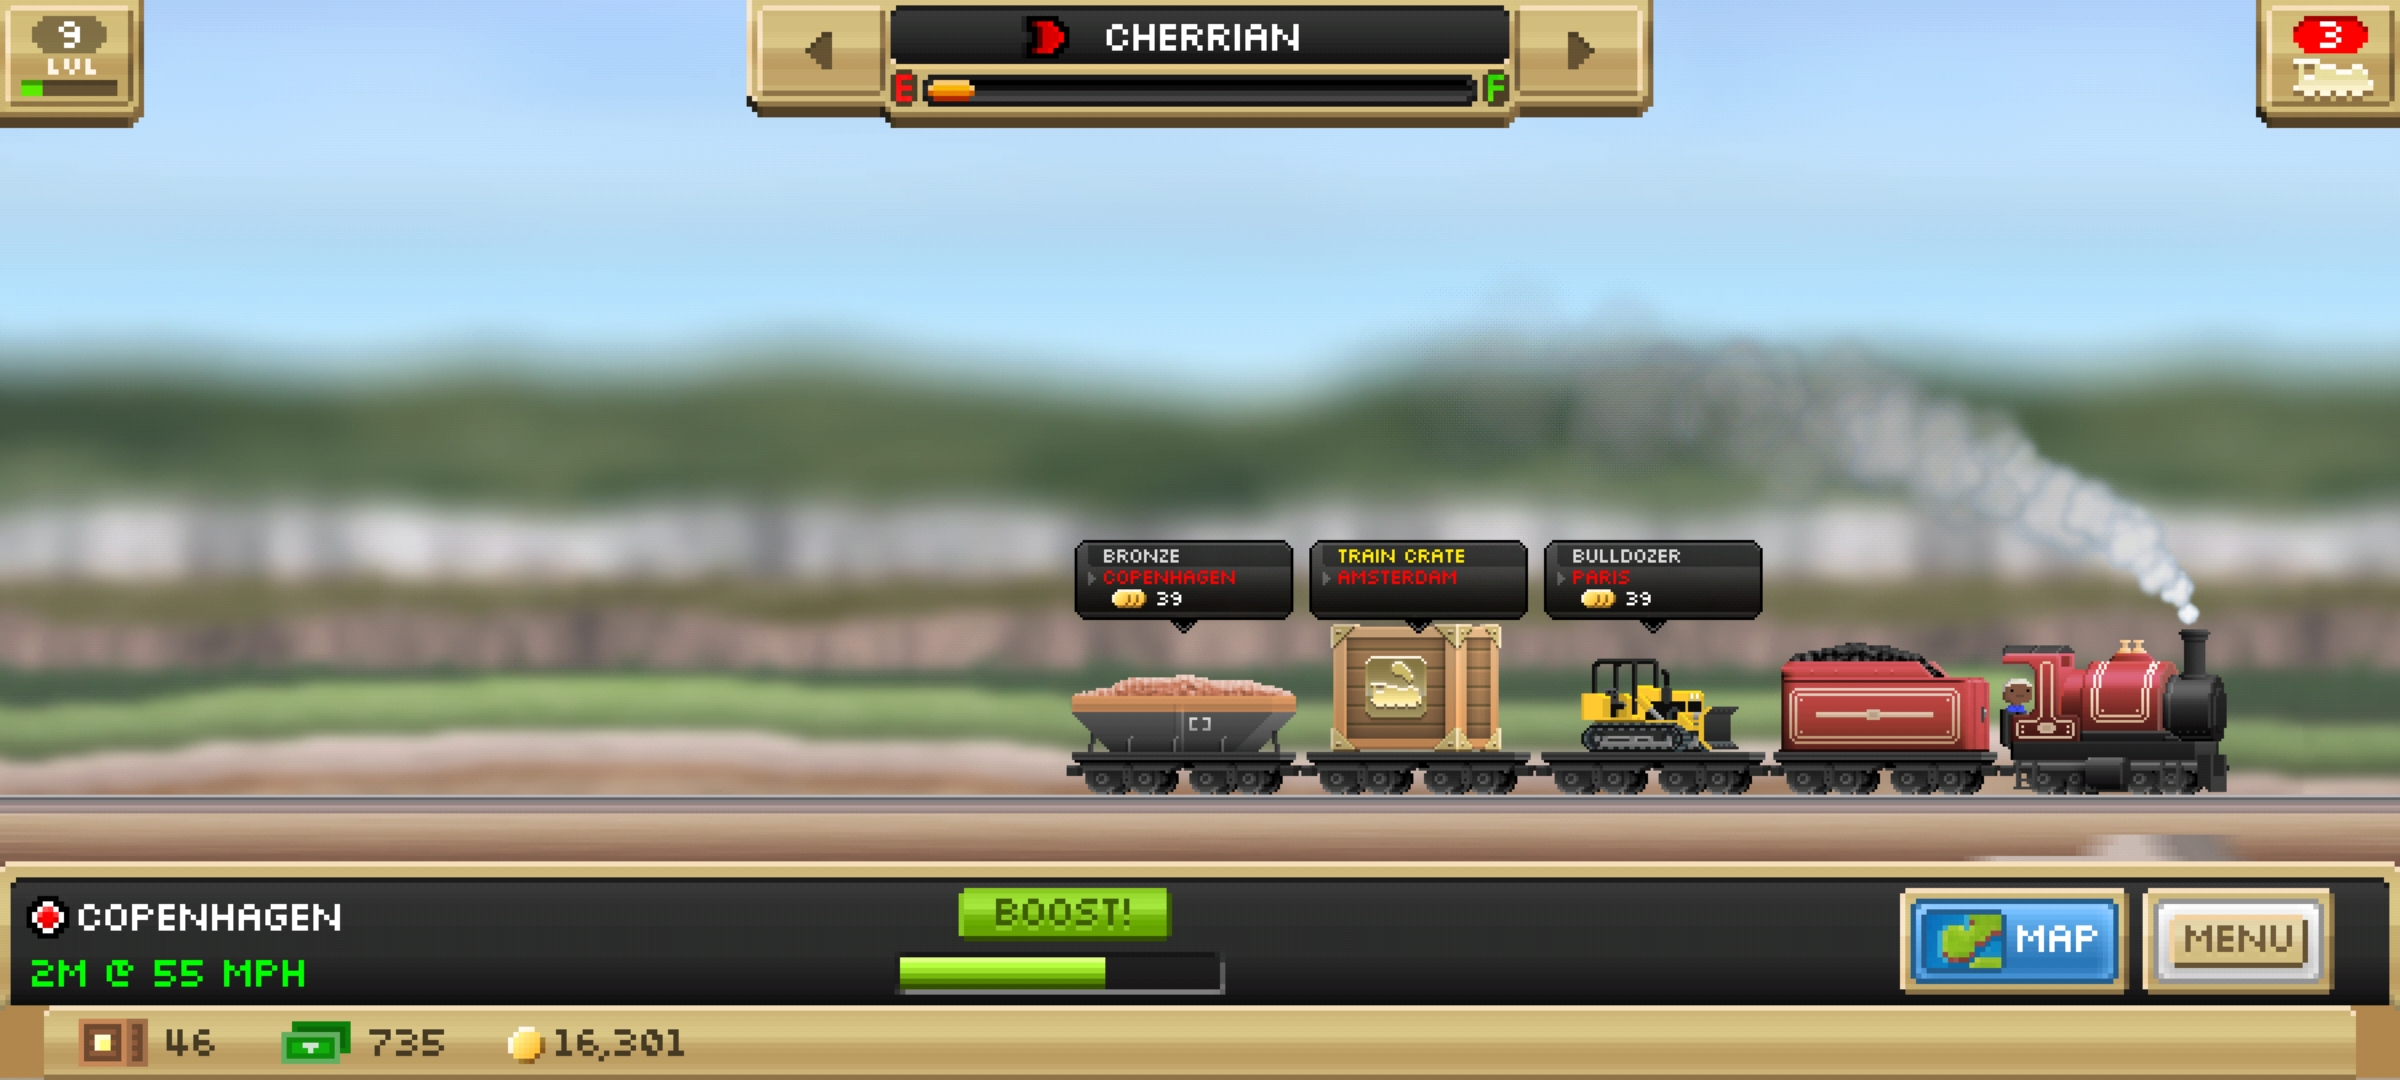 9
LVL
CHERRIAN
E
F
3
BRONZE
COPENHAGEN
39
TRAIN CRATE
AMSTERDAM
BULLDOZER
PARIS
39
COPENHAGEN
2M @ 55 MPH
BOOST!
MAP
MENU
46
735
16,301